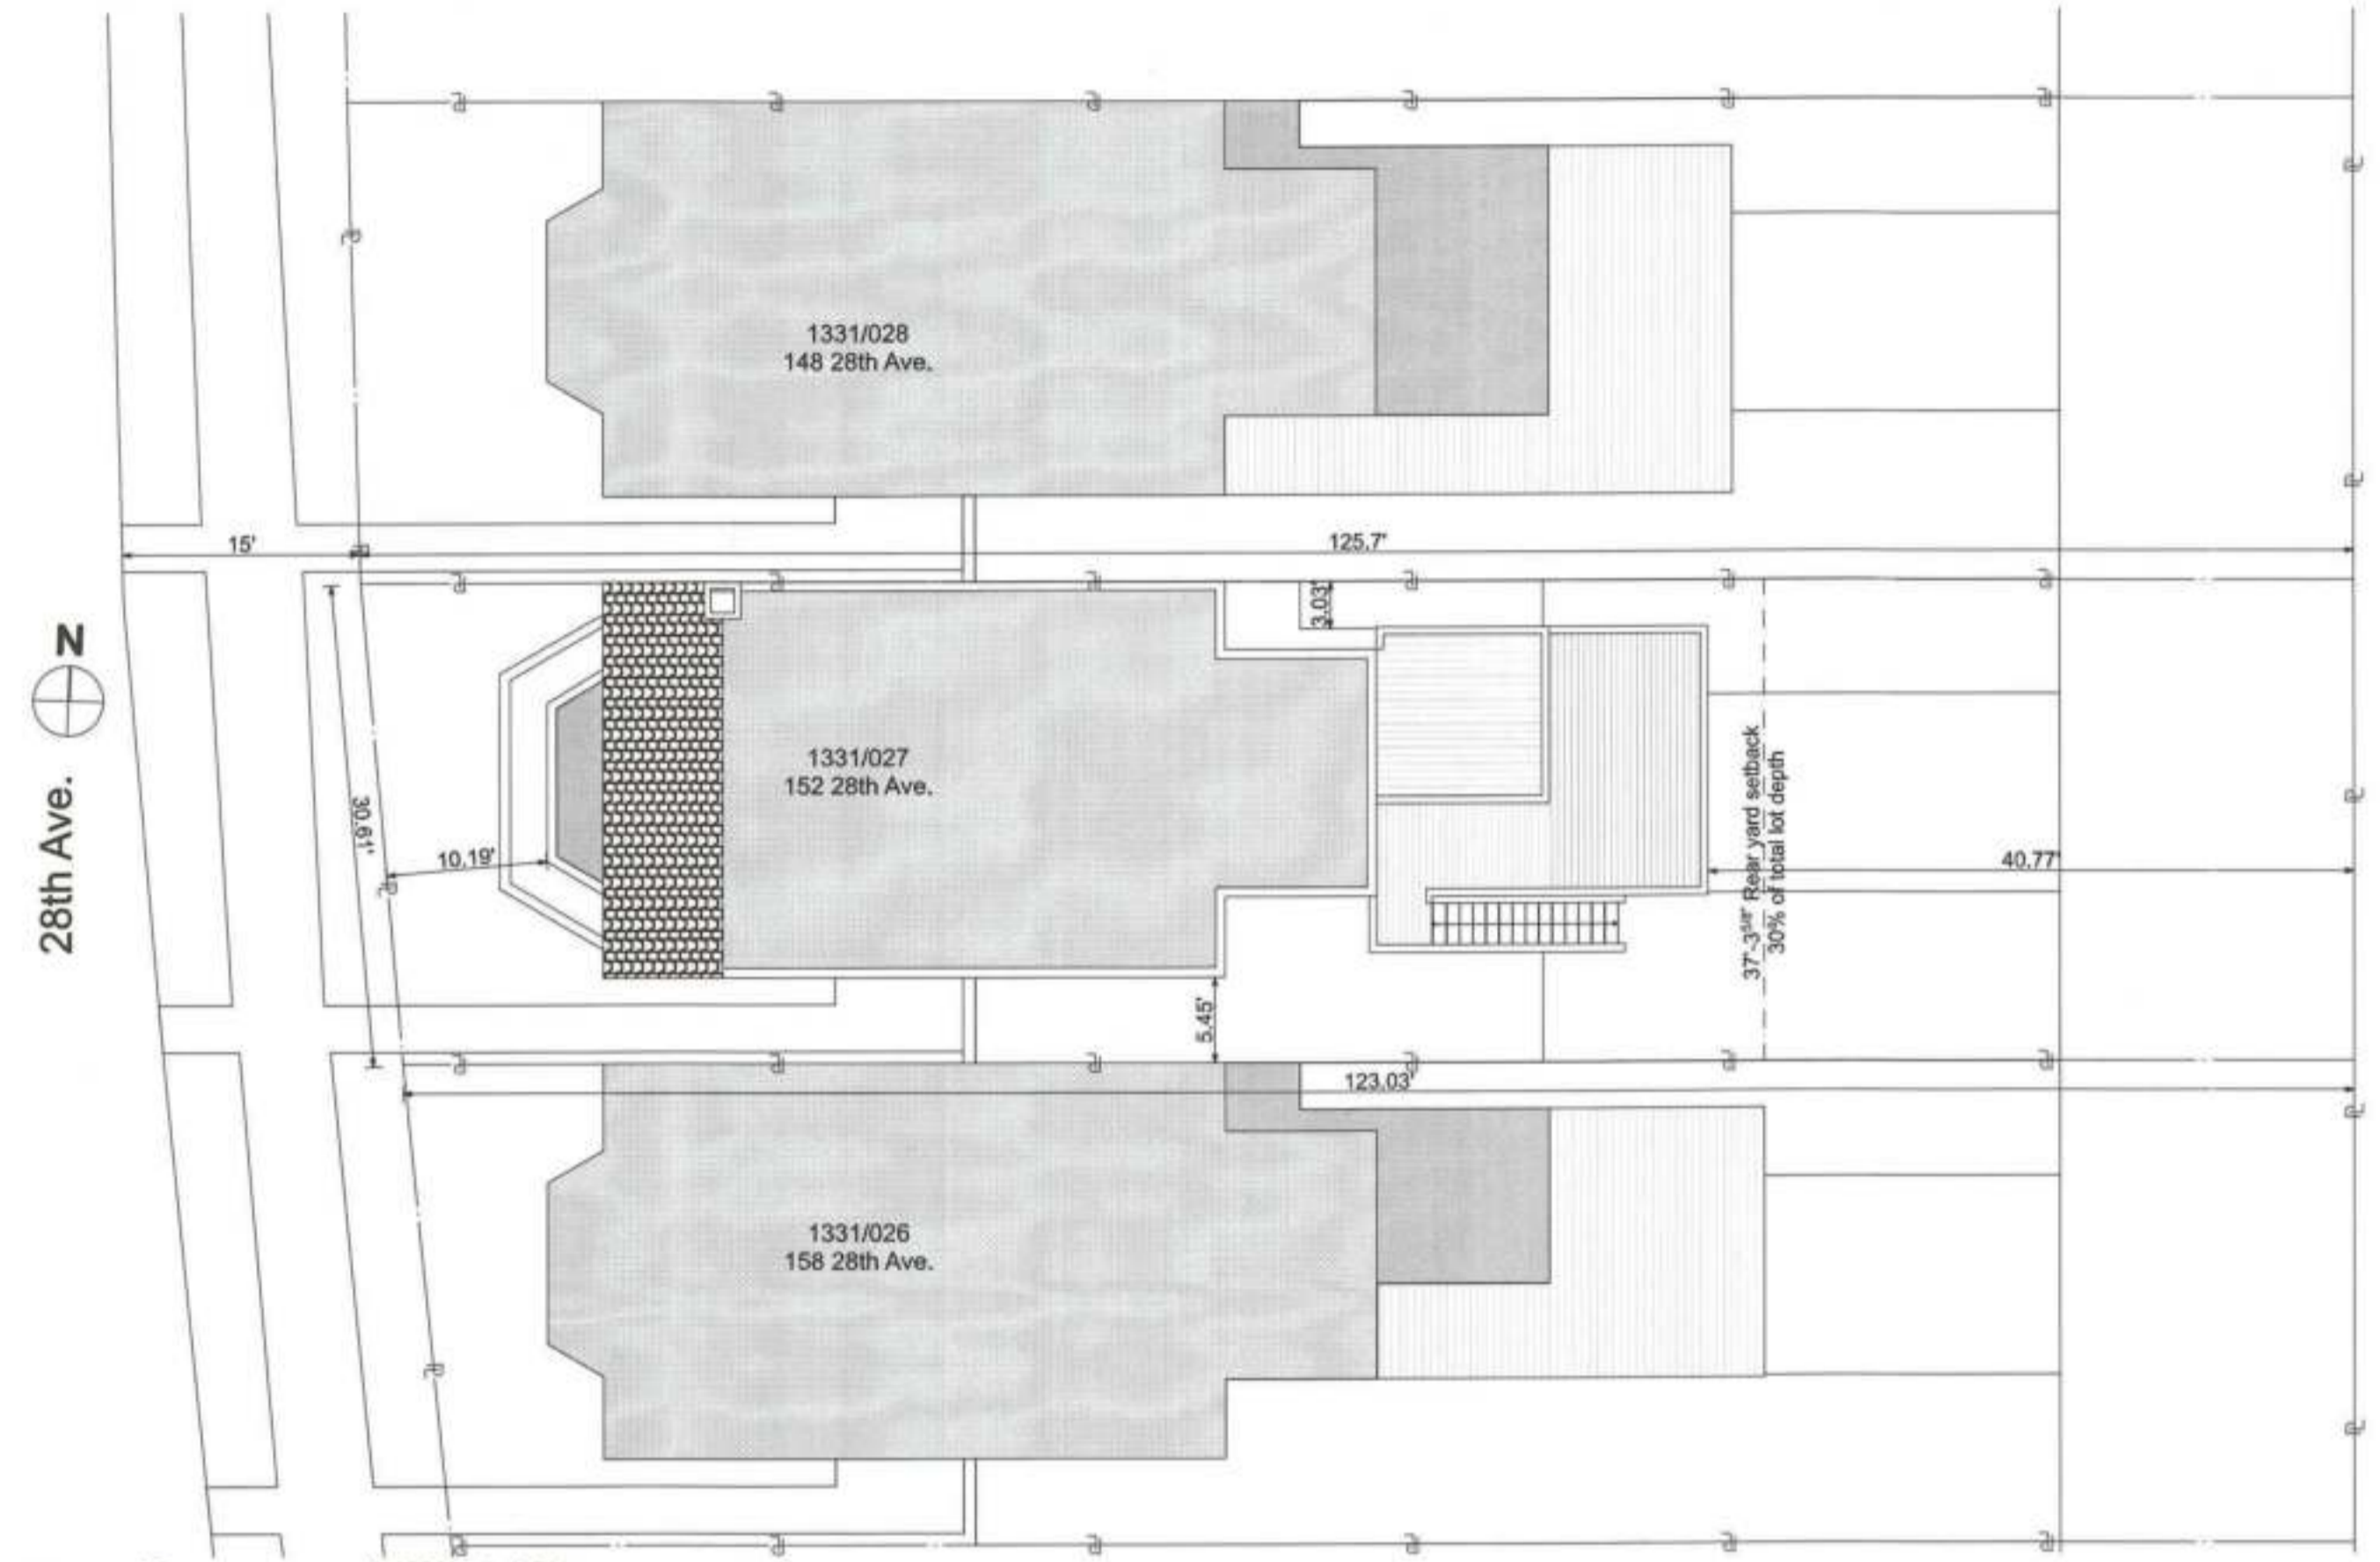 1331/028
148 28th Ave.
15'
125.7'
N
28th Ave.
30.61'
10.19'
3.03'
1331/027
152 28th Ave.
37'-3 5/8" Rear yard setback
30% of total lot depth
40.77'
5.45'
123.03'
1331/026
158 28th Ave.